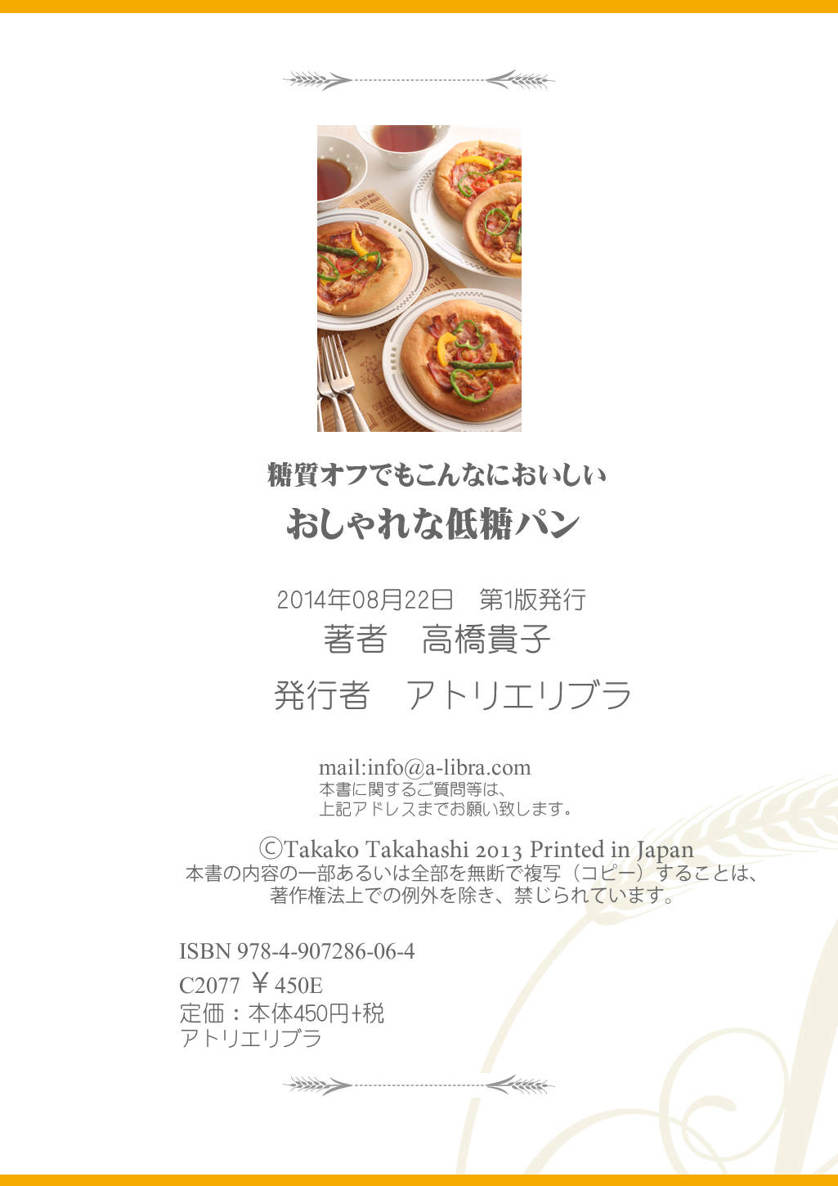 糖質オフでもこんなにおいしい
おしゃれな低糖パン
2014年08月22日　第1版発行
著者　高橋貴子
発行者　アトリエリブラ
mail:info@a-libra.com
本書に関するご質問等は、
上記アドレスまでお願い致します。
ⒸTakako Takahashi 2013 Printed in Japan
本書の内容の一部あるいは全部を無断で複写（コピー）することは、
著作権法上での例外を除き、禁じられています。
ISBN 978-4-907286-06-4
C2077 ￥450E
定価：本体450円+税
アトリエリブラ